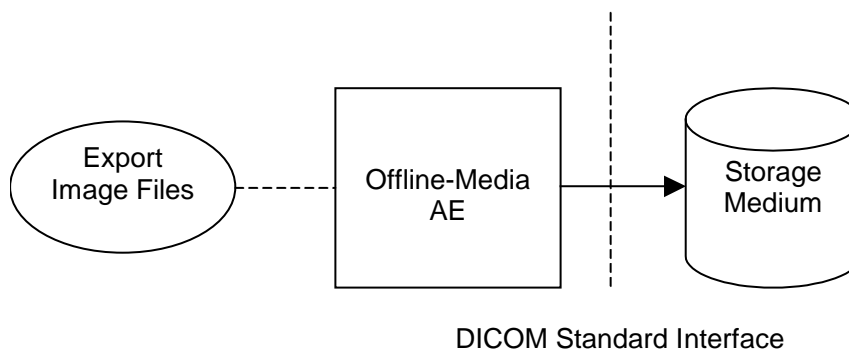 Export
Image Files
Offline-Media
AE
Storage
Medium
DICOM Standard Interface